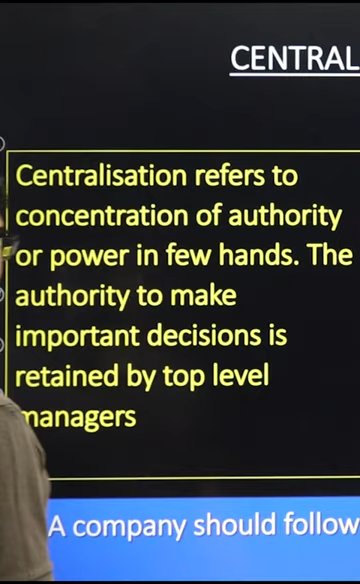 CENTRAL
Centralisation refers to
concentration of authority
or power in few hands. The
authority to make
important decisions is
retained by top level
managers
A company should follow